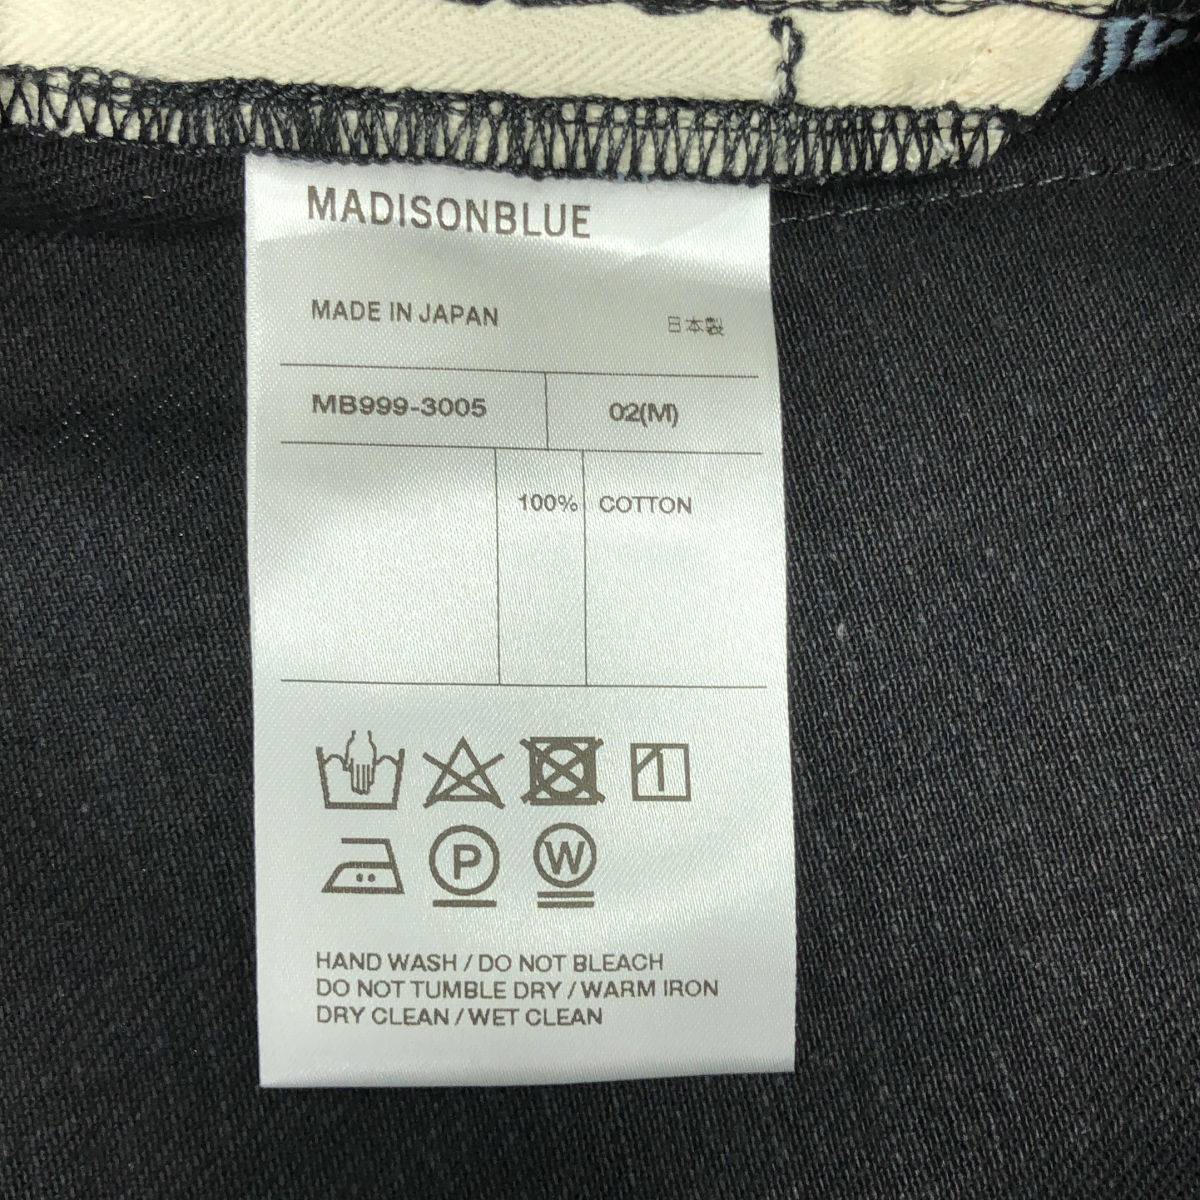 MADISONBLUE
MADE IN JAPAN 日本製
MB999-3005 02(M)
100% COTTON
P W
HAND WASH / DO NOT BLEACH
DO NOT TUMBLE DRY / WARM IRON
DRY CLEAN / WET CLEAN